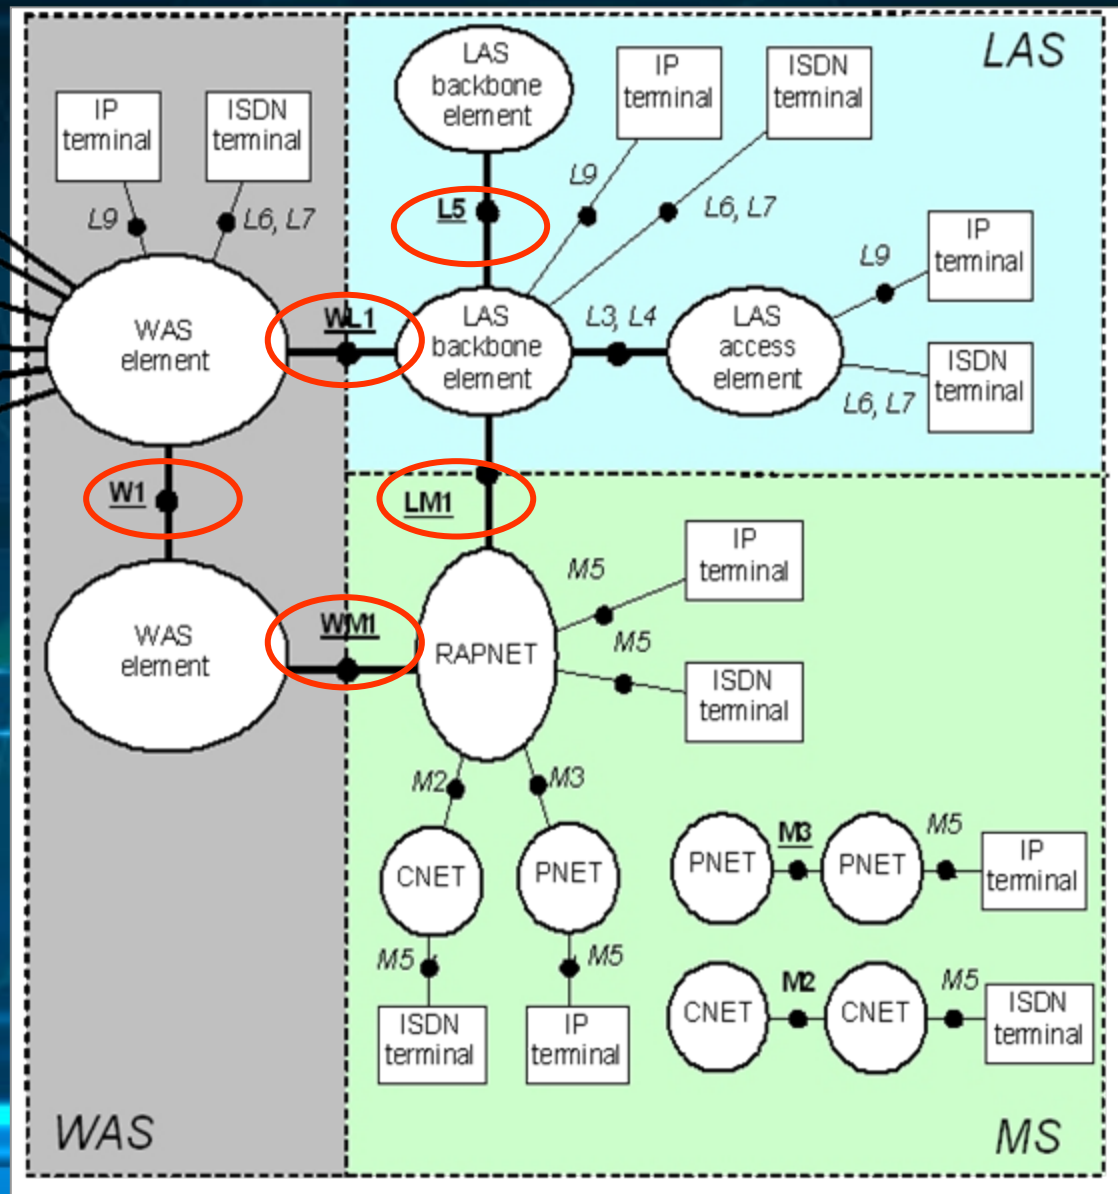 LAS
LAS
backbone
element
IP
terminal
ISDN
terminal
IP
terminal
ISDN
terminal
L9
L6, L7
L5
L9
L6, L7
IP
terminal
L9
WAS
element
WL1
LAS
backbone
element
L3, L4
LAS
access
element
ISDN
terminal
L6, L7
W1
LM1
IP
terminal
M5
WAS
element
WM1
RAPNET
M5
ISDN
terminal
M2
M3
CNET
PNET
PNET
M3
PNET
M5
IP
terminal
M5
M5
ISDN
terminal
IP
terminal
CNET
M2
CNET
M5
ISDN
terminal
WAS
MS